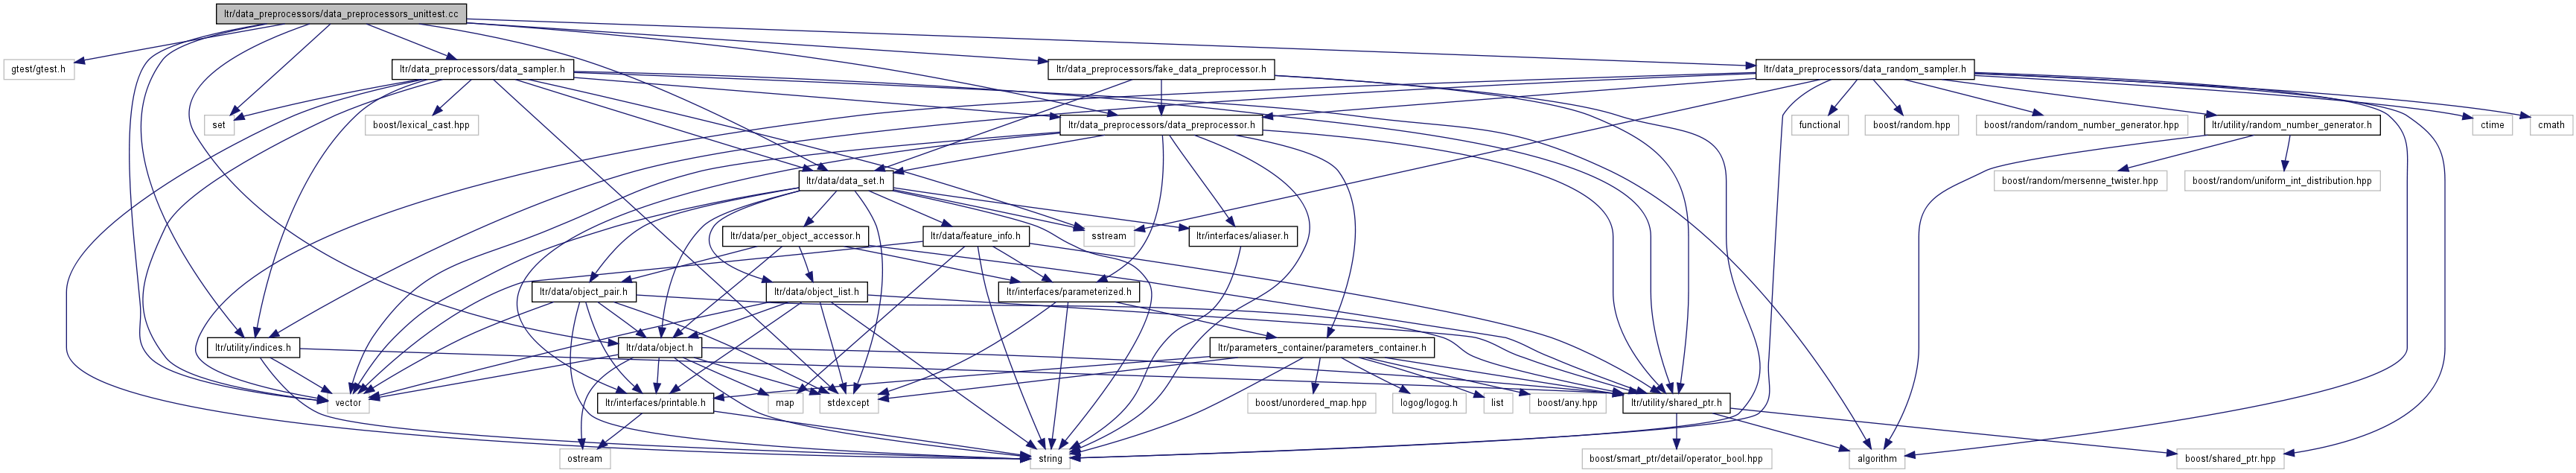 ltr/data_preprocessors/data_preprocessors_unittest.cc
gtest/gtest.h
ltr/data_preprocessors/data_sampler.h
ltr/data_preprocessors/fake_data_preprocessor.h
ltr/data_preprocessors/data_random_sampler.h
set
boost/lexical_cast.hpp
ltr/data_preprocessors/data_preprocessor.h
functional
boost/random.hpp
boost/random/random_number_generator.hpp
ltr/utility/random_number_generator.h
ctime
cmath
ltr/data/data_set.h
boost/random/mersenne_twister.hpp
boost/random/uniform_int_distribution.hpp
ltr/data/per_object_accessor.h
ltr/data/feature_info.h
sstream
ltr/interfaces/aliaser.h
ltr/data/object_pair.h
ltr/data/object_list.h
ltr/interfaces/parameterized.h
ltr/utility/indices.h
ltr/data/object.h
ltr/parameters_container/parameters_container.h
vector
ltr/interfaces/printable.h
map
stdexcept
boost/unordered_map.hpp
logog/logog.h
list
boost/any.hpp
ltr/utility/shared_ptr.h
ostream
string
boost/smart_ptr/detail/operator_bool.hpp
algorithm
boost/shared_ptr.hpp